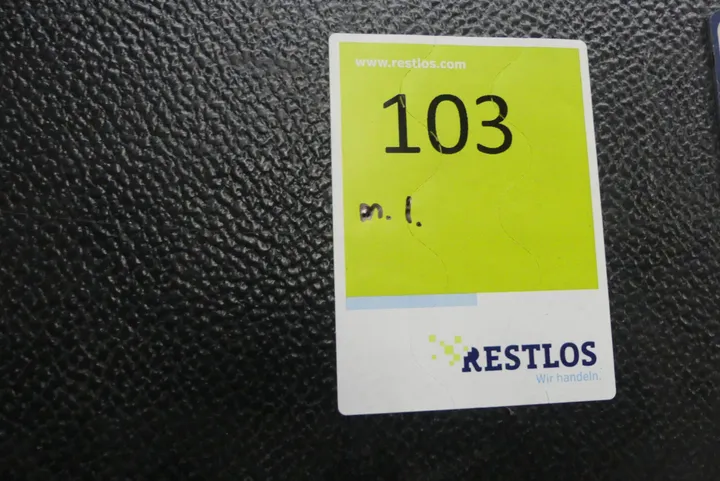 www.restlos.com
103
m. l.
RESTLOS
Wir handeln.